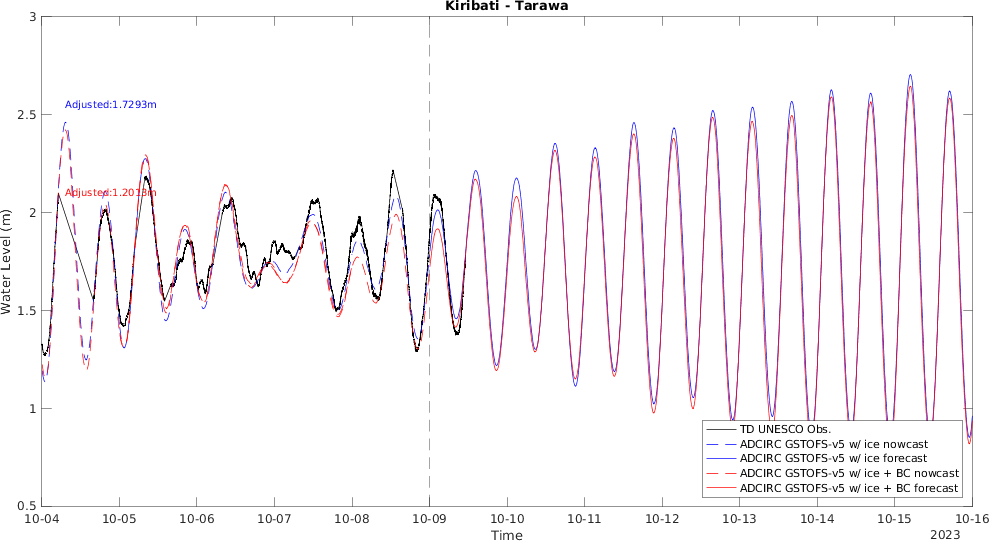 Kiribati - Tarawa
3
2.5
2
1.5
1
0.5
Water Level (m)
Adjusted:1.7293m
Adjusted:1.2013m
TD UNESCO Obs.
ADCIRC GSTOFS-v5 w/ ice nowcast
ADCIRC GSTOFS-v5 w/ ice forecast
ADCIRC GSTOFS-v5 w/ ice + BC nowcast
ADCIRC GSTOFS-v5 w/ ice + BC forecast
10-04 10-05 10-06 10-07 10-08 10-09 10-10 10-11 10-12 10-13 10-14 10-15 10-16
Time
2023